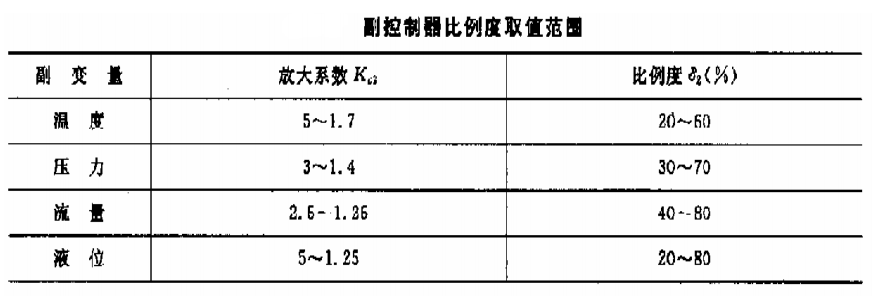 副控制器比例度取值范围
副 变 量 放大系数 Kc2 比例度 δ2(%)
温 度 5～1.7 20～60
压 力 3～1.4 30～70
流 量 2.5-1.25 40--80
液 位 5～1.25 20～80